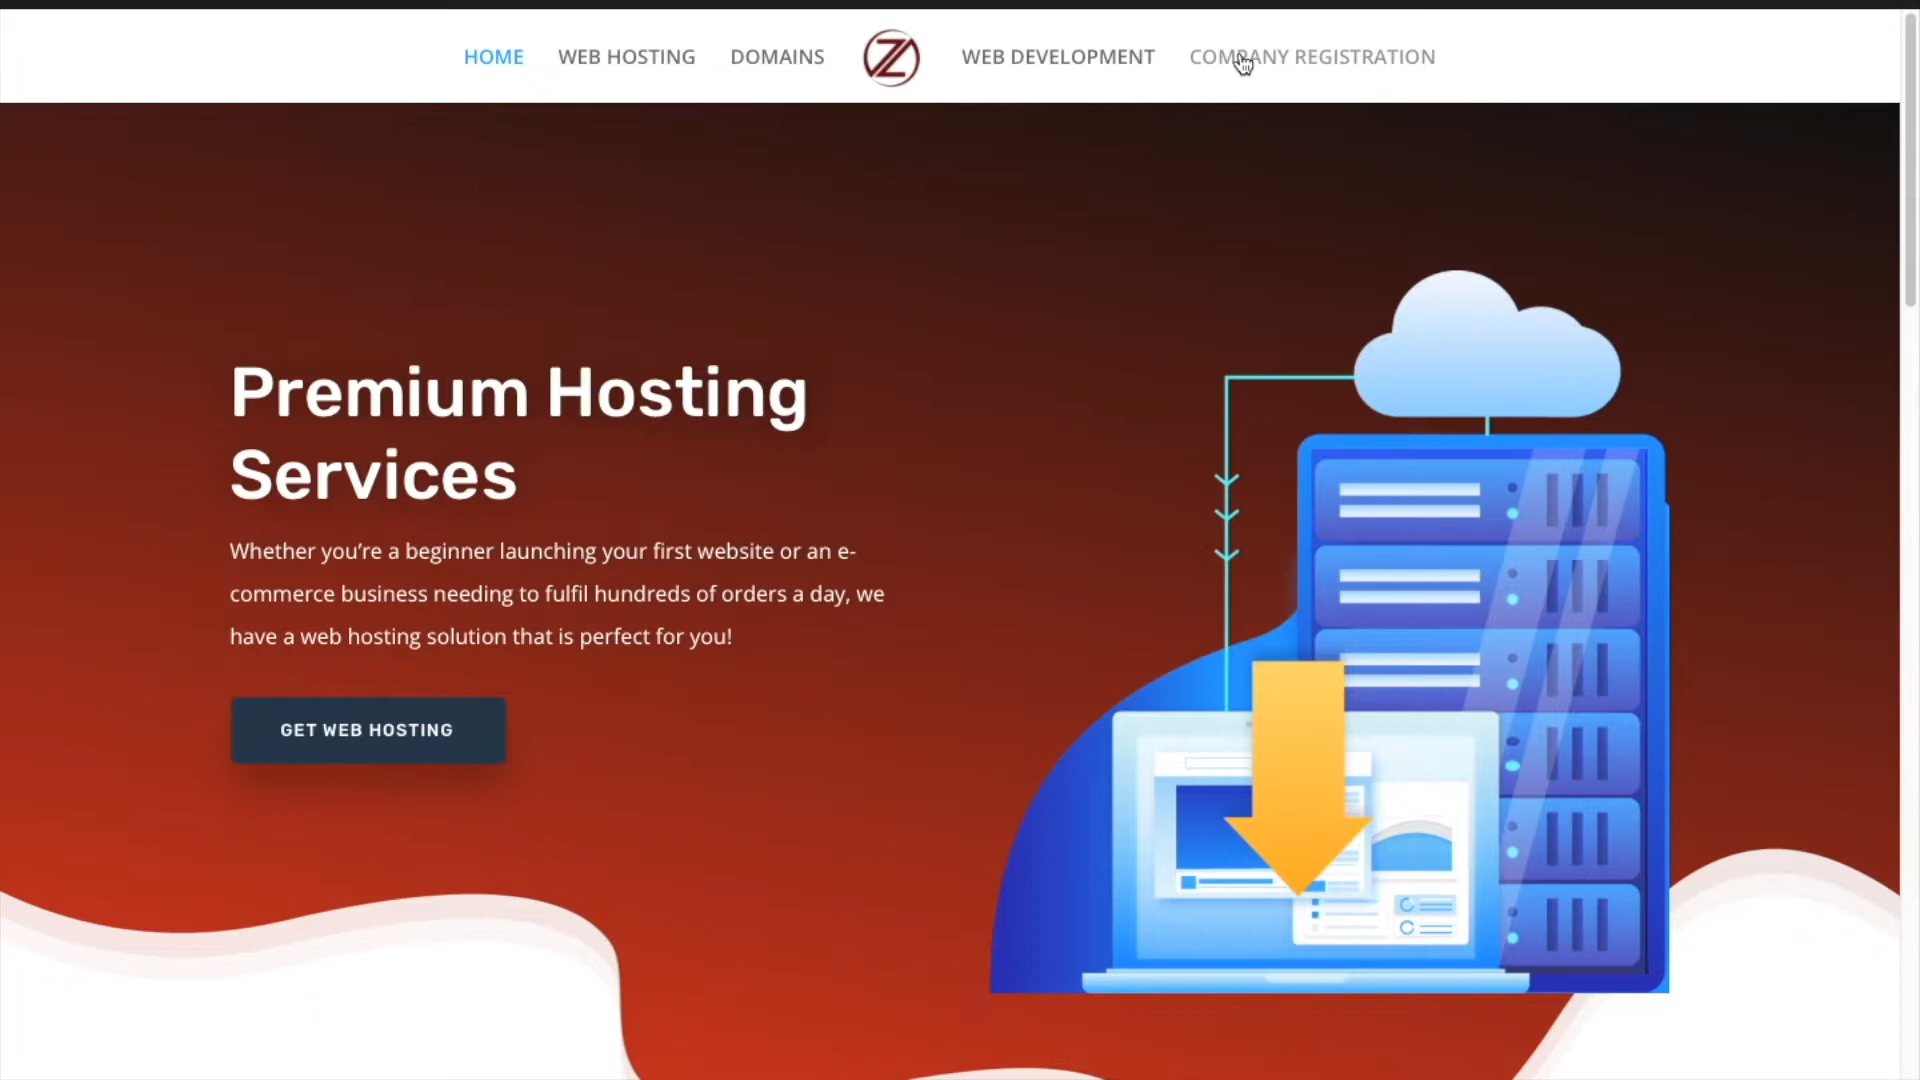 HOME WEB HOSTING DOMAINS WEB DEVELOPMENT COMPANY REGISTRATION
Premium Hosting
Services
Whether you’re a beginner launching your first website or an e-
commerce business needing to fulfil hundreds of orders a day, we
have a web hosting solution that is perfect for you!
GET WEB HOSTING